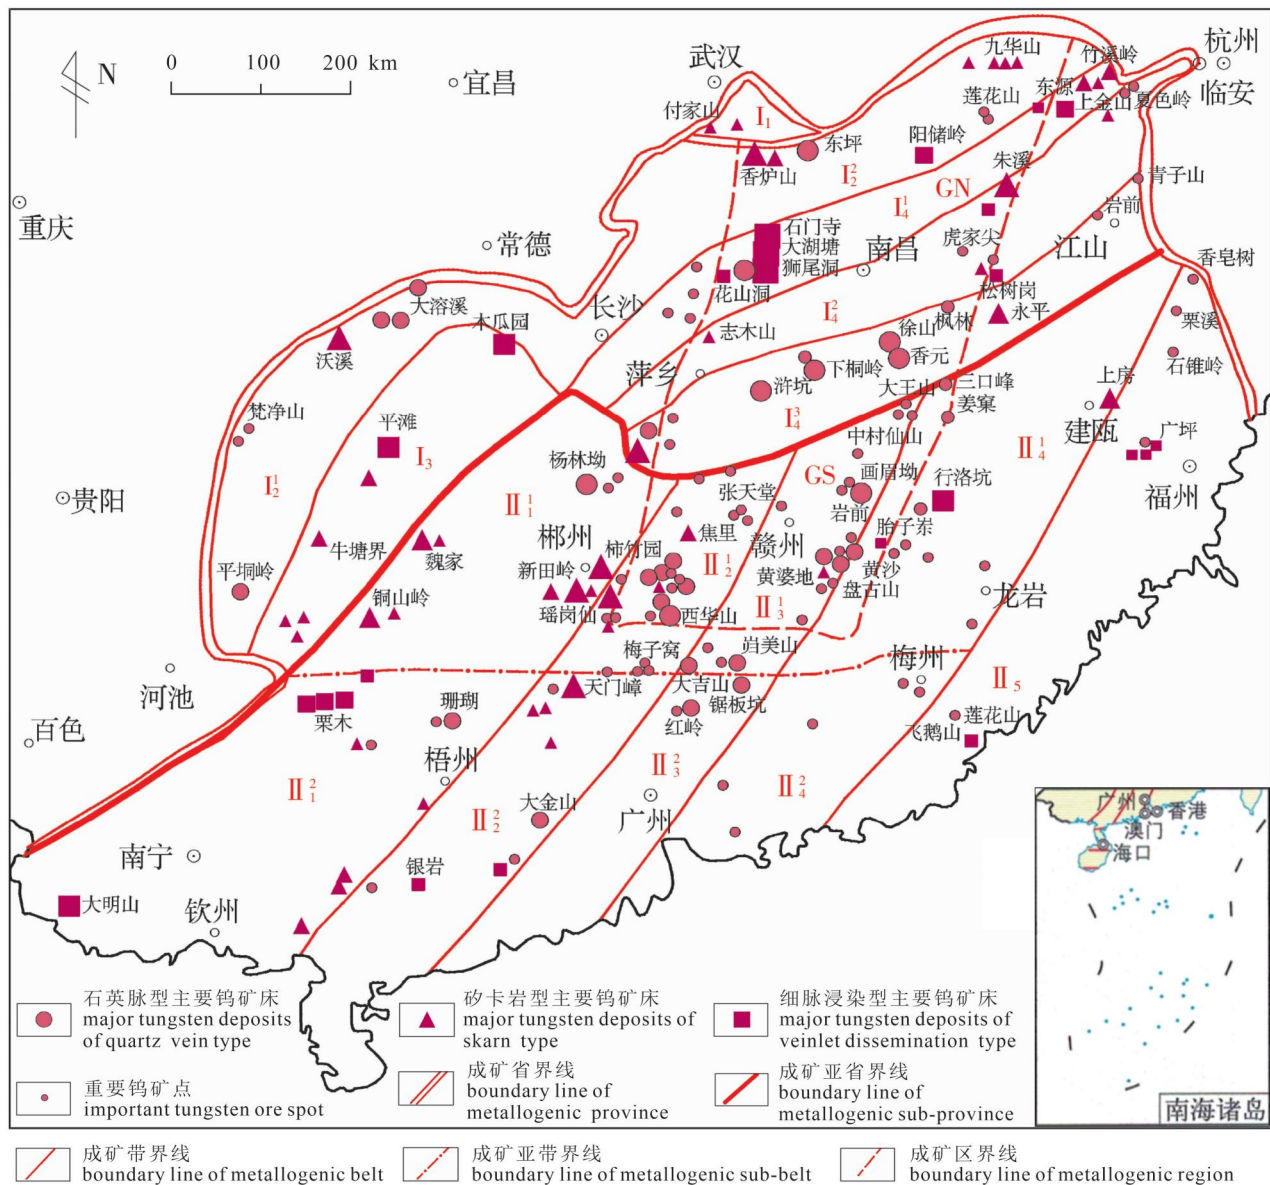 九华山
竹溪岭
杭州
武汉
N
0 100 200 km
宜昌
东源
临安
莲花山
上金山
夏色岭
付家山
I₁
东坪
阳储岭
朱溪
香炉山
I²₂
GN
青子山
重庆
I¹₄
岩前
石门寺
常德
大湖塘
南昌
虎家尖
江山
狮尾洞
香皂树
花山洞
松树岗
大溶溪
木瓜园
长沙
I²₄
枫林
永平
栗溪
志木山
徐山
沃溪
香元
石锥岭
萍乡
下桐岭
浒坑
大王山
三口峰
上房
梵净山
平滩
I³₄
姜窠
建瓯
中村仙山
Ⅱ¹₄
广坪
I₃
杨林坳
GS
画眉坳
福州
I¹₂
张天堂
行洛坑
贵阳
Ⅱ¹₁
岩前
郴州
焦里
赣州
胎子岽
牛塘界
柿竹园
魏家
新田岭
Ⅱ¹₂
黄婆地
黄沙
平垌岭
盘古山
龙岩
铜山岭
瑶岗仙
西华山
Ⅱ¹₃
梅子窝
岿美山
梅州
河池
天门嶂
大吉山
Ⅱ₅
珊瑚
锯板坑
栗木
红岭
莲花山
百色
飞鹅山
梧州
Ⅱ²₃
Ⅱ²₁
Ⅱ²₄
大金山
广州
Ⅱ²₂
南宁
银岩
大明山
钦州
广州
香港
澳门
海口
南海诸岛
石英脉型主要钨矿床
major tungsten deposits
of quartz vein type
矽卡岩型主要钨矿床
major tungsten deposits of
skarn type
细脉浸染型主要钨矿床
major tungsten deposits of
veinlet dissemination type
重要钨矿点
important tungsten ore spot
成矿省界线
boundary line of
metallogenic province
成矿亚省界线
boundary line of
metallogenic sub-province
成矿带界线
boundary line of metallogenic belt
成矿亚带界线
boundary line of metallogenic sub-belt
成矿区界线
boundary line of metallogenic region